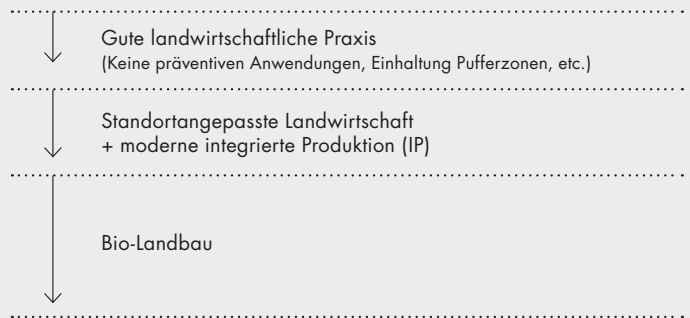 Gute landwirtschaftliche Praxis
(Keine präventiven Anwendungen, Einhaltung Pufferzonen, etc.)
Standortangepasste Landwirtschaft
+ moderne integrierte Produktion (IP)
Bio-Landbau